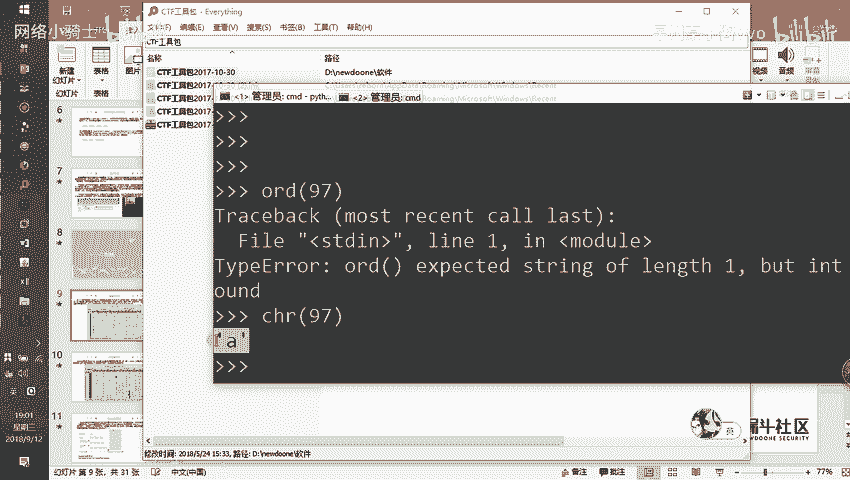 网络小骑士
bilibili
CTF工具包 - Everything
文件(F) 编辑(E) 查看(V) 搜索(S) 书签(B) 工具(T) 帮助(H)
CTF工具包
名称 路径
CTF工具包2017-10-30 D:\newdoone\软件
CTF工具包2017-
CTF工具包2017-
CTF工具包2017-
CTF工具包2017-
新建
幻灯片
表格
表格
图片
幻灯片
视频 音频
<1> 管理员: cmd - pyth... <2> 管理员: cmd
>>>
>>>
>>>
>>> ord(97)
Traceback (most recent call last):
File "<stdin>", line 1, in <module>
TypeError: ord() expected string of length 1, but int
ound
>>> chr(97)
'a'
>>>
6
7
8
9
10
11
英
漏斗社区
NEWDOONE SECURITY
19:01
星期三
2018/9/12
修改时间: 2018/5/24 15:33, 路径: D:\newdoone\软件
幻灯片 第 9 张，共 31 张 中文(中国)
备注 批注 77%